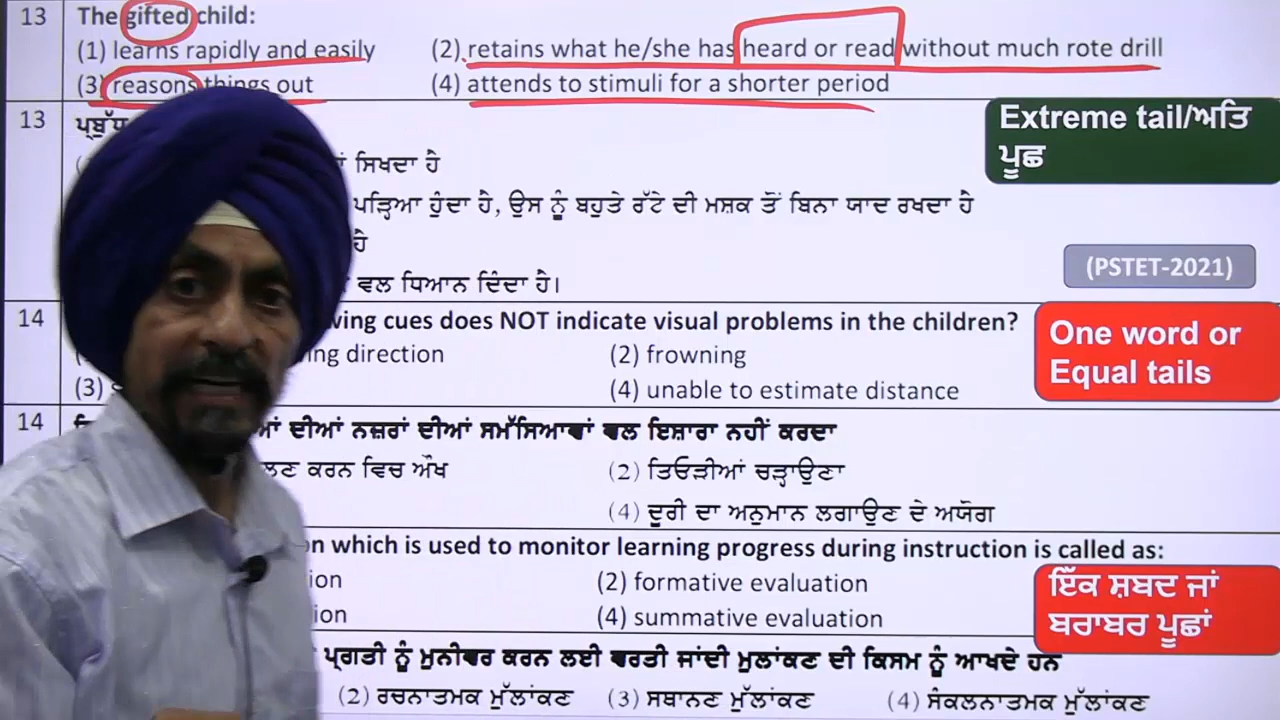 13 The gifted child:
(1) learns rapidly and easily (2) retains what he/she has heard or read without much rote drill
(3) reasons things out (4) attends to stimuli for a shorter period
13 ਪ੍ਰਬੁੱਧ
ਸਿਖਦਾ ਹੈ
ਪੜ੍ਹਿਆ ਹੁੰਦਾ ਹੈ, ਉਸ ਨੂੰ ਬਹੁਤੇ ਰੱਟੇ ਦੀ ਮਸ਼ਕ ਤੋਂ ਬਿਨਾ ਯਾਦ ਰਖਦਾ ਹੈ
ਹੈ
ਵਲ ਧਿਆਨ ਦਿੰਦਾ ਹੈ।
Extreme tail/ਅਤਿ
ਪੂਛ
(PSTET-2021)
14 wing cues does NOT indicate visual problems in the children?
ing direction (2) frowning
(3) (4) unable to estimate distance
One word or
Equal tails
14 ਆਂ ਦੀਆਂ ਨਜ਼ਰਾਂ ਦੀਆਂ ਸਮੱਸਿਆਵਾਂ ਵਲ ਇਸ਼ਾਰਾ ਨਹੀਂ ਕਰਦਾ
ਲਣ ਕਰਨ ਵਿਚ ਔਖ (2) ਤਿਓੜੀਆਂ ਚੜ੍ਹਾਉਣਾ
(4) ਦੂਰੀ ਦਾ ਅਨੁਮਾਨ ਲਗਾਉਣ ਦੇ ਅਯੋਗ
on which is used to monitor learning progress during instruction is called as:
ion (2) formative evaluation
ion (4) summative evaluation
ਇੱਕ ਸ਼ਬਦ ਜਾਂ
ਬਰਾਬਰ ਪੂਛਾਂ
ਪ੍ਰਗਤੀ ਨੂੰ ਮੁਨੀਵਰ ਕਰਨ ਲਈ ਵਰਤੀ ਜਾਂਦੀ ਮੁਲਾਂਕਣ ਦੀ ਕਿਸਮ ਨੂੰ ਆਖਦੇ ਹਨ
(2) ਰਚਨਾਤਮਕ ਮੁੱਲਾਂਕਣ (3) ਸਥਾਨਣ ਮੁੱਲਾਂਕਣ (4) ਸੰਕਲਨਾਤਮਕ ਮੁੱਲਾਂਕਣ